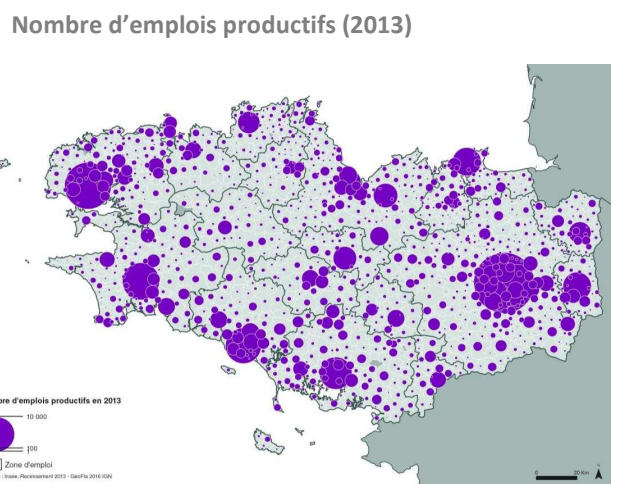 Nombre d'emplois productifs (2013)
bre d'emplois productifs en 2013
10 000
100
Zone d'emploi
: Insee, Recensement 2013 - GeoFla 2016 IGN
0 20 Km
N